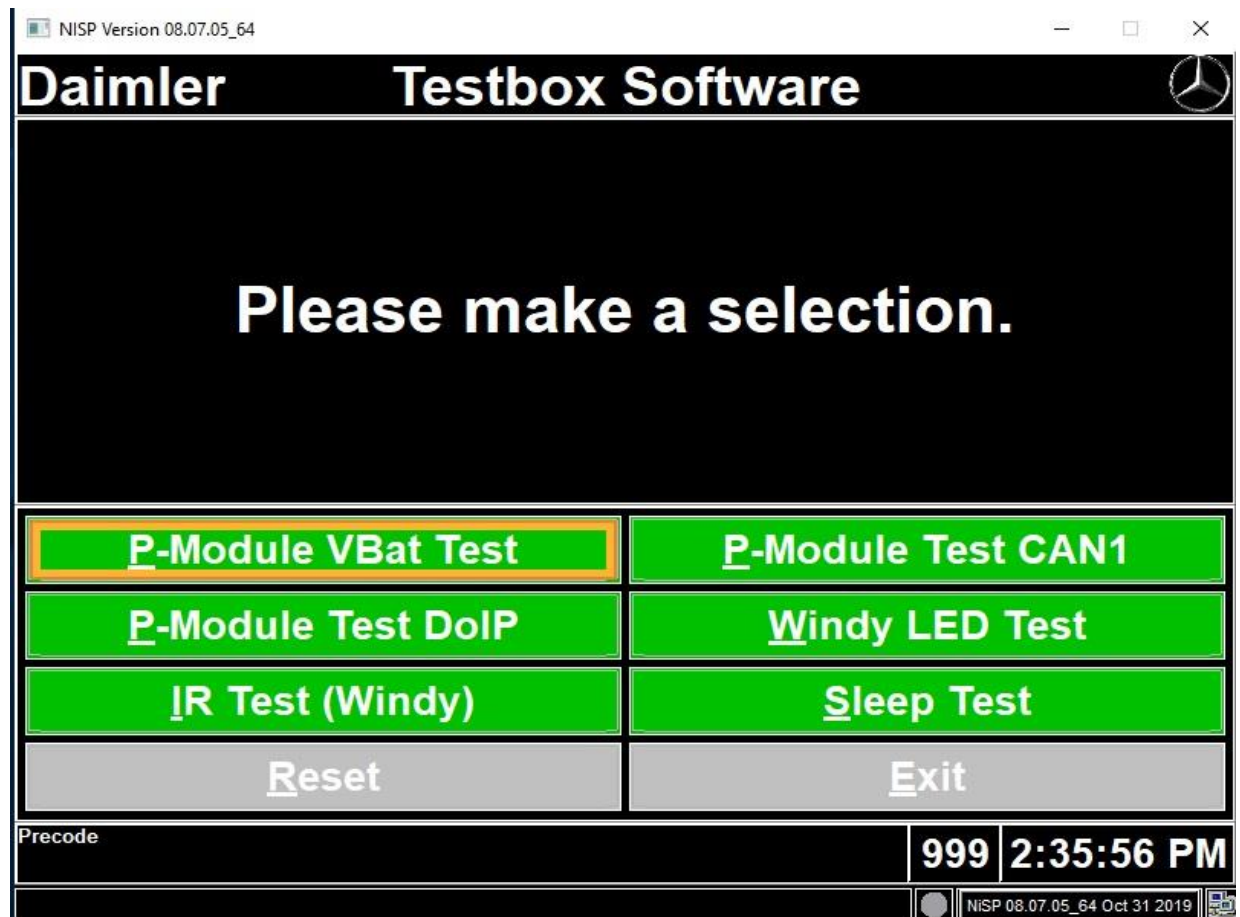 NISP Version 08.07.05_64
Daimler Testbox Software
Please make a selection.
P-Module VBat Test P-Module Test CAN1
P-Module Test DoIP Windy LED Test
IR Test (Windy) Sleep Test
Reset Exit
Precode 999 2:35:56 PM
NiSP 08.07.05_64 Oct 31 2019